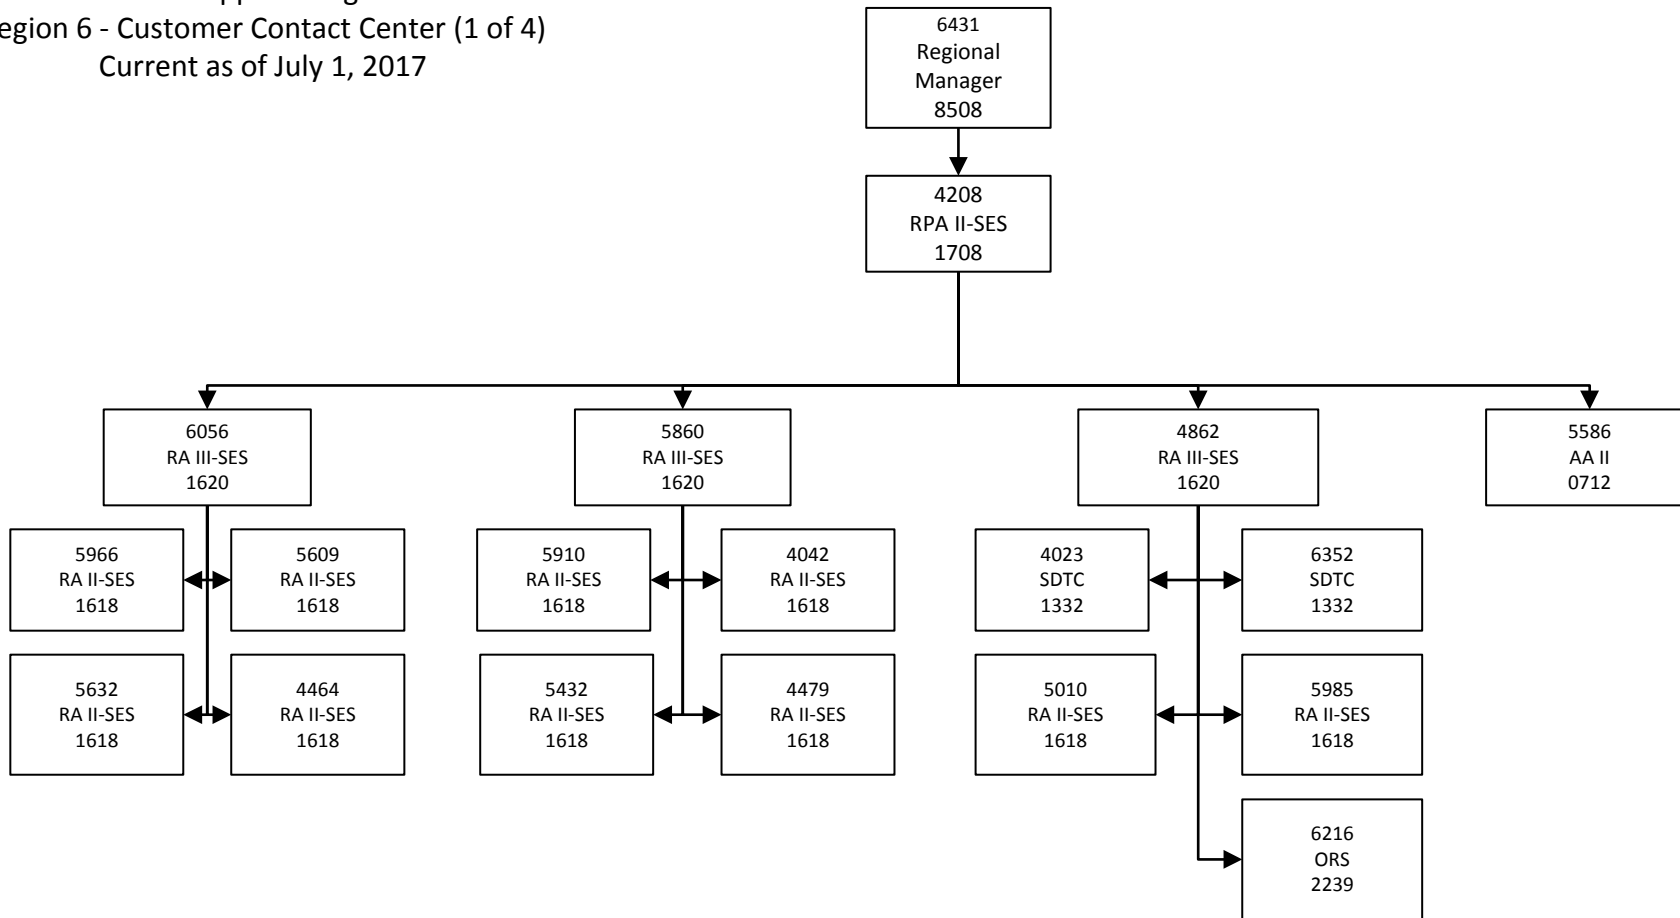 egion 6 - Customer Contact Center (1 of 4)
Current as of July 1, 2017
6431
Regional
Manager
8508
4208
RPA II-SES
1708
6056
RA III-SES
1620
5860
RA III-SES
1620
4862
RA III-SES
1620
5586
AA II
0712
5966
RA II-SES
1618
5609
RA II-SES
1618
5910
RA II-SES
1618
4042
RA II-SES
1618
4023
SDTC
1332
6352
SDTC
1332
5632
RA II-SES
1618
4464
RA II-SES
1618
5432
RA II-SES
1618
4479
RA II-SES
1618
5010
RA II-SES
1618
5985
RA II-SES
1618
6216
ORS
2239